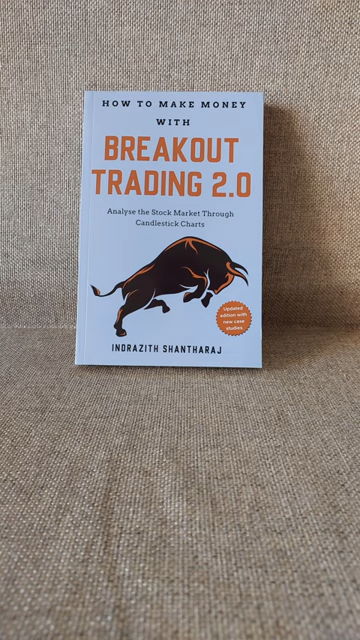 HOW TO MAKE MONEY
WITH
BREAKOUT
TRADING 2.0
Analyse the Stock Market Through
Candlestick Charts
Updated
edition with
new case
studies.
INDRAZITH SHANTHARAJ